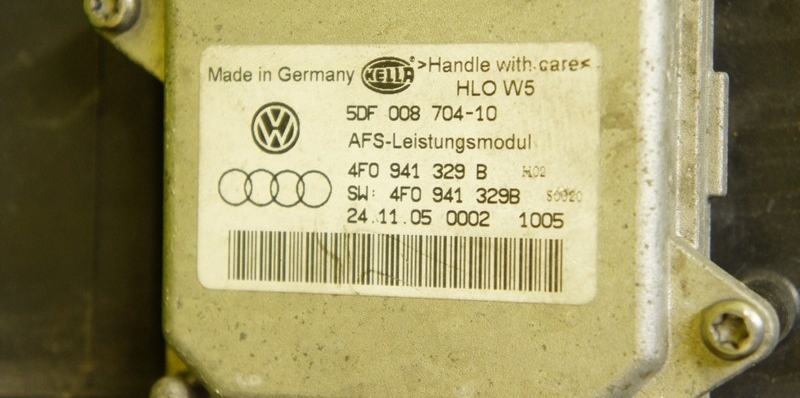 Made in Germany HELLA >Handle with care<
HLO W5
5DF 008 704-10
AFS-Leistungsmodul
4F0 941 329 B H02
SW: 4F0 941 329B
24.11.05 0002 1005